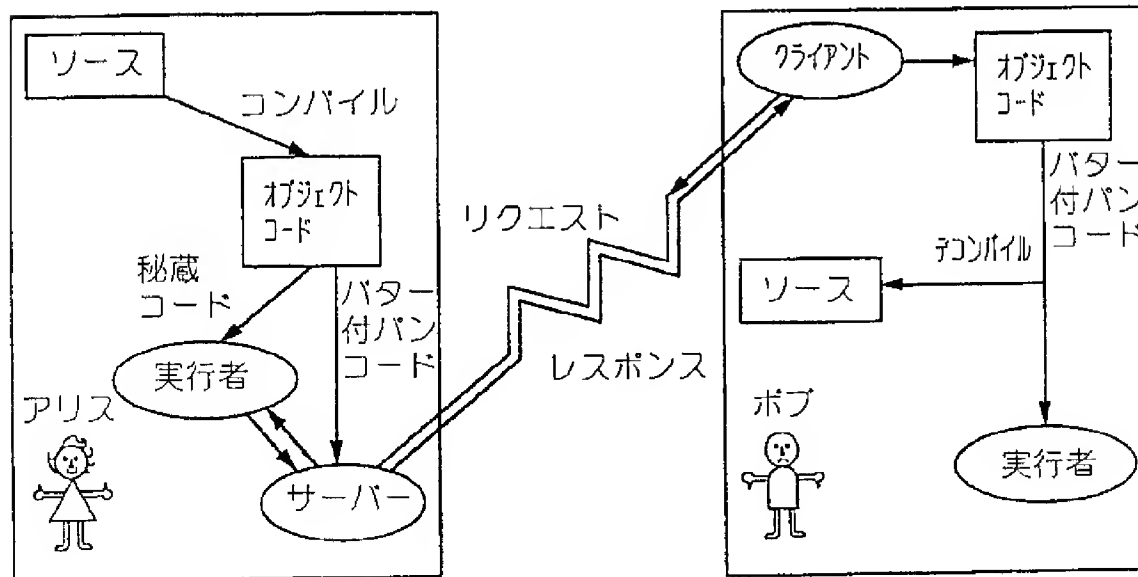 ソース
コンパイル
オブジェクト
コード
秘蔵
コード
バター
付パン
コード
実行者
アリス
サーバー
リクエスト
レスポンス
クライアント
オブジェクト
コード
バター
付パン
コード
デコンパイル
ソース
ボブ
実行者